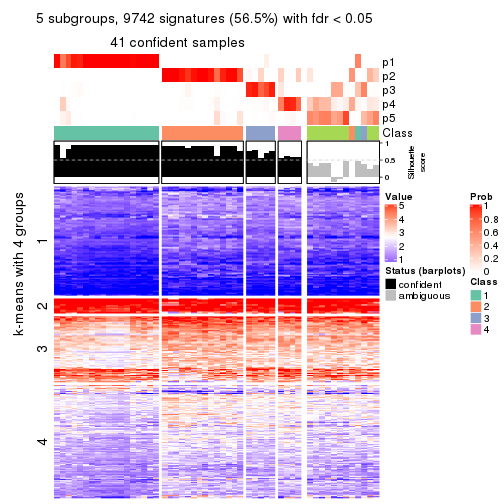 5 subgroups, 9742 signatures (56.5%) with fdr < 0.05
41 confident samples
p1
p2
p3
p4
p5
Class
1
0.5
0
Silhouette
score
k-means with 4 groups
1
2
3
4
Value
5
4
3
2
1
Status (barplots)
confident
ambiguous
Prob
1
0.8
0.6
0.4
0.2
0
Class
1
2
3
4